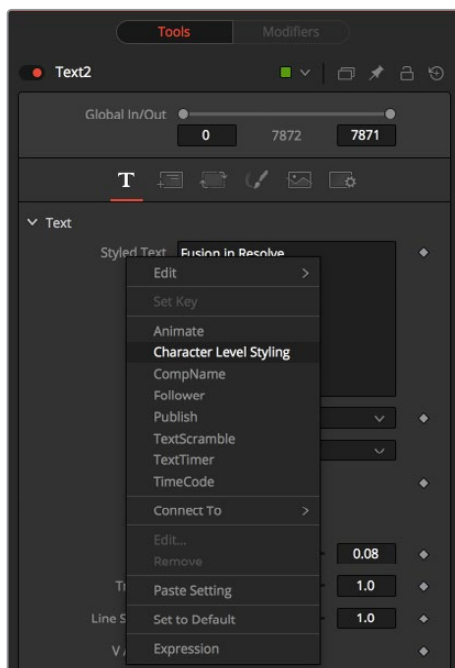 Tools Modifiers
Text2
Global In/Out
0 7872 7871
T
Text
Styled Text Fusion in Resolve
Edit
Set Key
Animate
Character Level Styling
CompName
Follower
Publish
TextScramble
TextTimer
TimeCode
Connect To
Edit...
Remove
0.08
Paste Setting
1.0
Set to Default
Line S
1.0
Expression
V